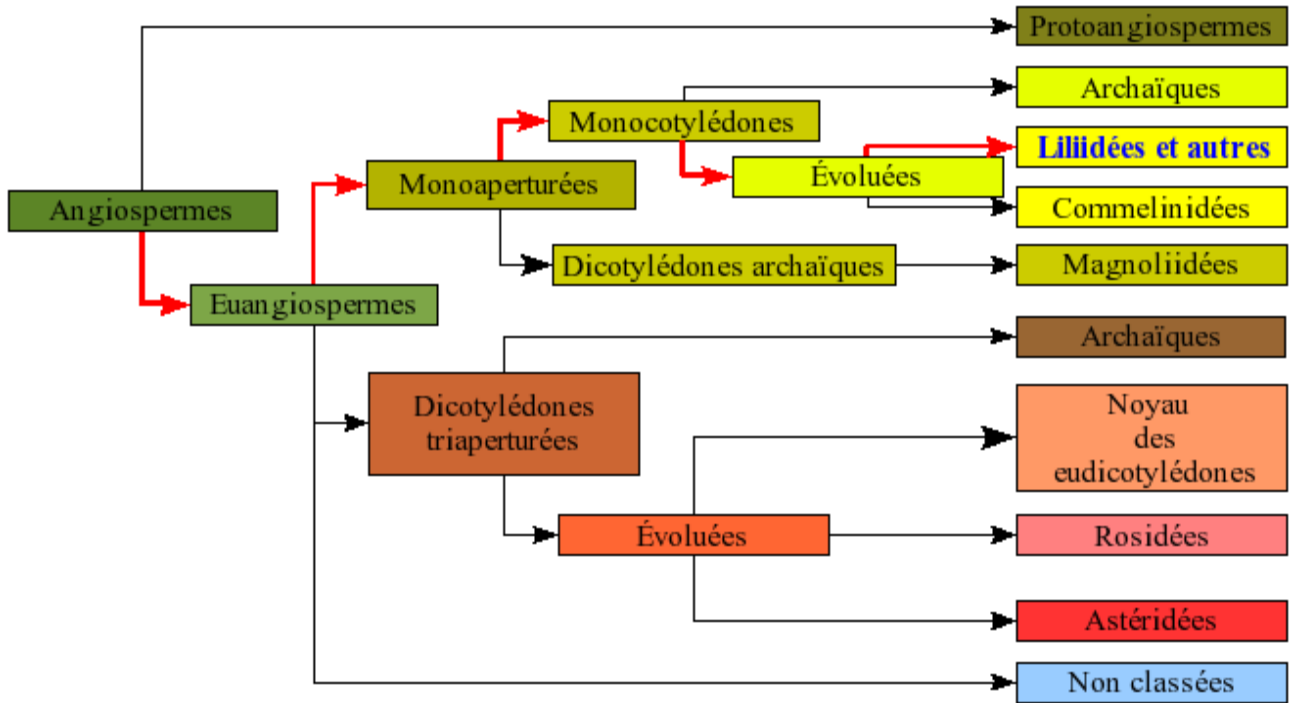 Protoangiospermes
Archaïques
Monocotylédones
Liliidées et autres
Évoluées
Monoaperturées
Angiospermes
Commelinidées
Dicotylédones archaïques
Magnoliidées
Euangiospermes
Archaïques
Dicotylédones
triaperturées
Noyau
des
eudicotylédones
Évoluées
Rosidées
Astéridées
Non classées